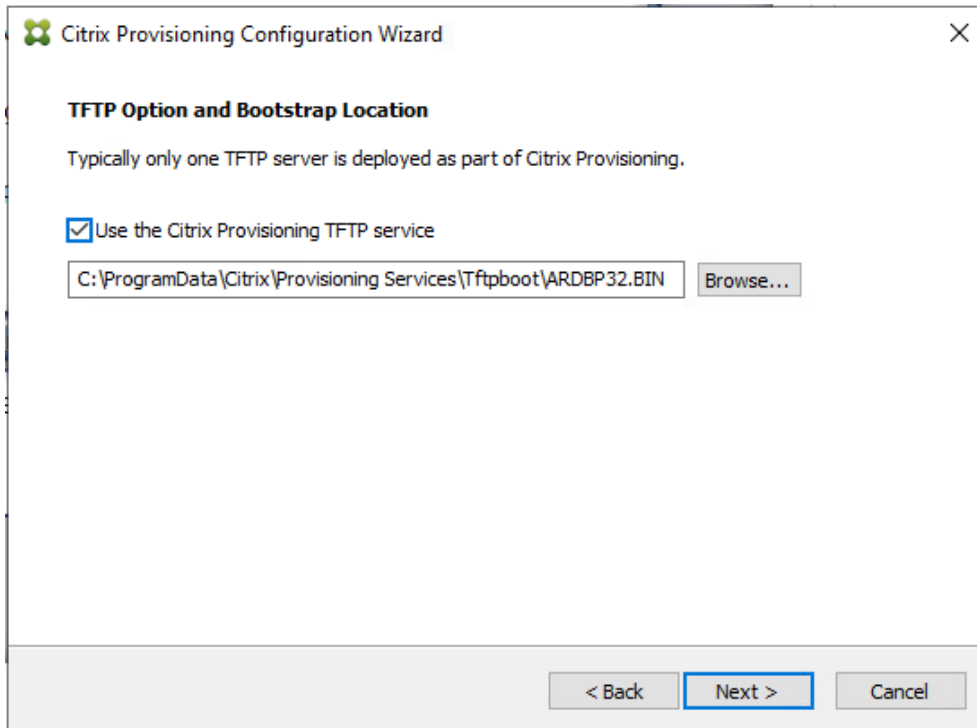 Citrix Provisioning Configuration Wizard
TFTP Option and Bootstrap Location
Typically only one TFTP server is deployed as part of Citrix Provisioning.
Use the Citrix Provisioning TFTP service
C:\ProgramData\Citrix\Provisioning Services\Tftpboot\ARDBP32.BIN
Browse...
< Back
Next >
Cancel